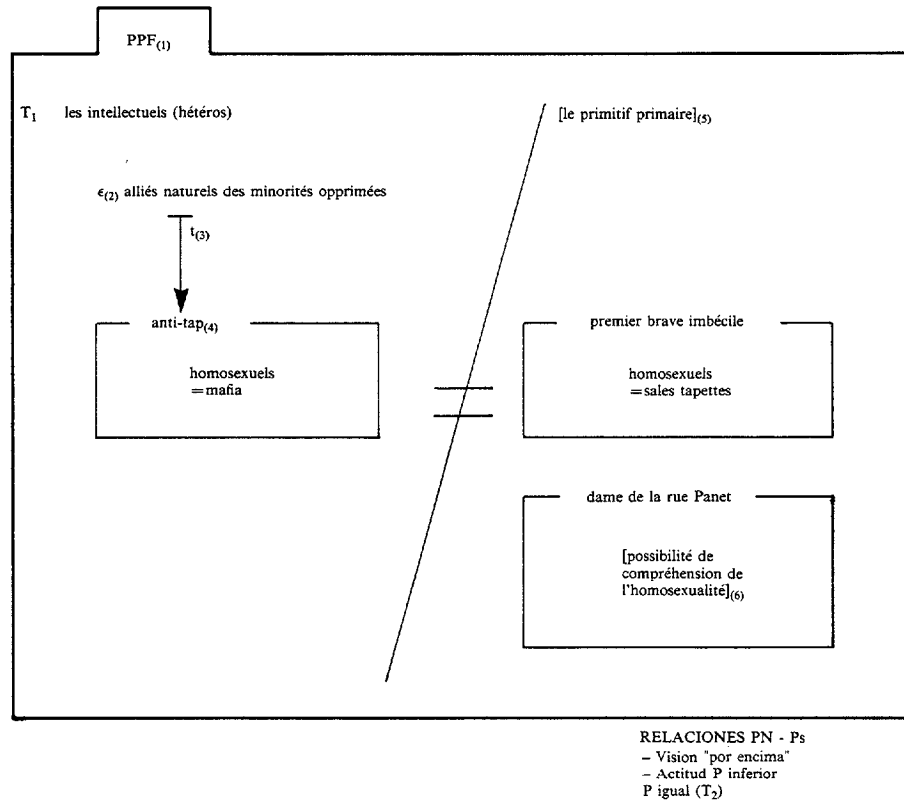 PPF(1)
T1 les intellectuels (hétéros)
[le primitif primaire](5)
ϵ(2) alliés naturels des minorités opprimées
t(3)
anti-tap(4)
homosexuels
=mafia
premier brave imbécile
homosexuels
=sales tapettes
dame de la rue Panet
[possibilité de
compréhension de
l'homosexualité](6)
RELACIONES PN - Ps
– Vision "por encima"
– Actitud P inferior
P igual (T2)